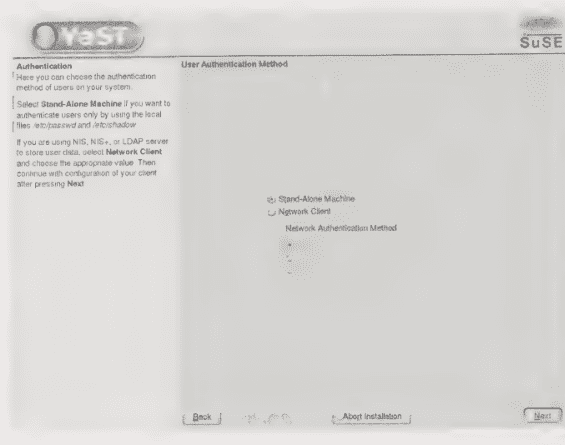 YaST
SuSE
Authentication
Here you can choose the authentication
method of users on your system.
Select Stand-Alone Machine if you want to
authenticate users only by using the local
files /etc/passwd and /etc/shadow
If you are using NIS, NIS+, or LDAP server
to store user data, select Network Client
and choose the appropriate value. Then
continue with configuration of your client
after pressing Next
User Authentication Method
Stand-Alone Machine
Network Client
Network Authentication Method
Back
Abort Installation
Next